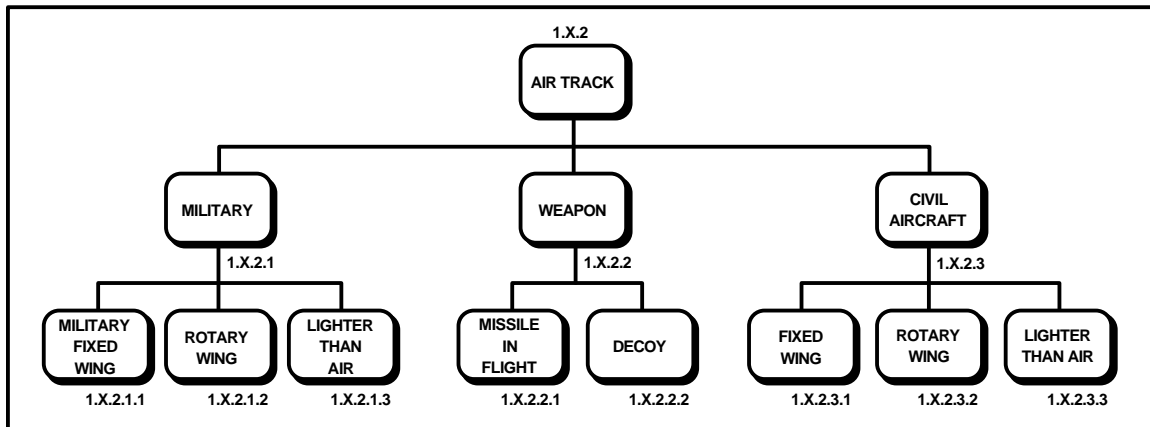 1.X.2
AIR TRACK
MILITARY
WEAPON
CIVIL
AIRCRAFT
1.X.2.1
1.X.2.2
1.X.2.3
MILITARY
FIXED
WING
ROTARY
WING
LIGHTER
THAN
AIR
MISSILE
IN
FLIGHT
DECOY
FIXED
WING
ROTARY
WING
LIGHTER
THAN AIR
1.X.2.1.1
1.X.2.1.2
1.X.2.1.3
1.X.2.2.1
1.X.2.2.2
1.X.2.3.1
1.X.2.3.2
1.X.2.3.3